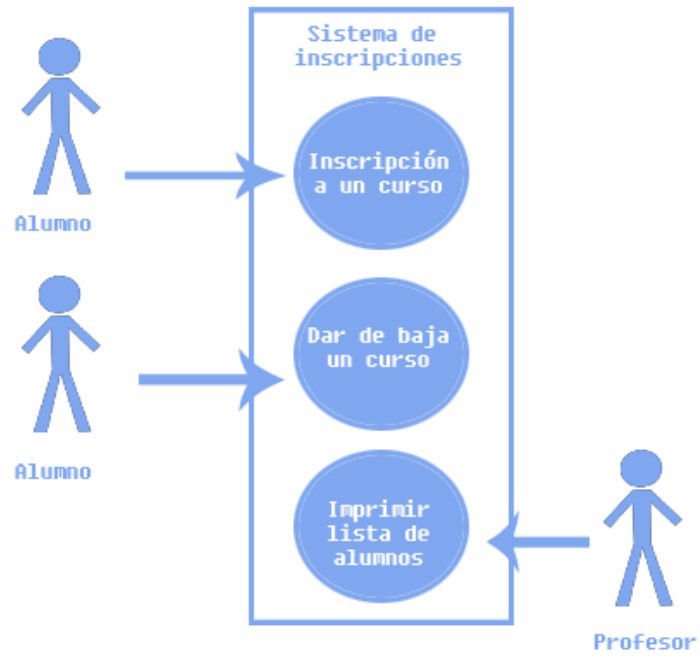 Sistema de
inscripciones
Inscripción
a un curso
Alumno
Dar de baja
un curso
Alumno
Imprimir
lista de
alumnos
Profesor